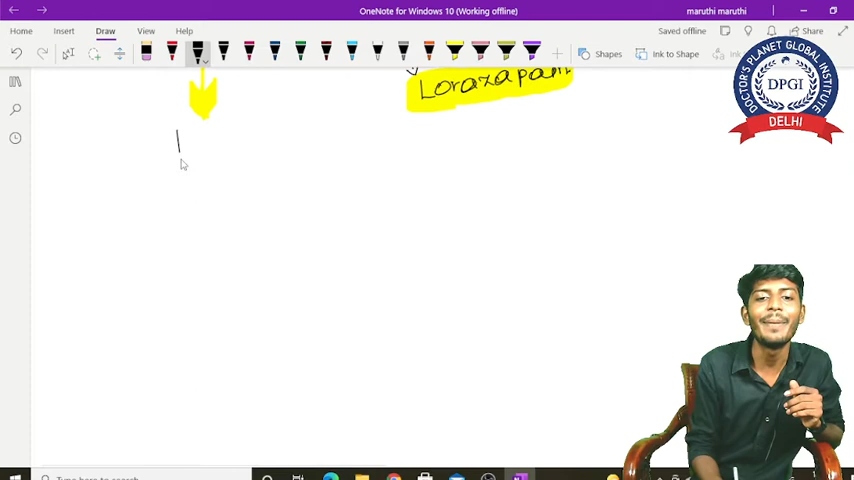 OneNote for Windows 10 (Working offline)
maruthi maruthi
Home Insert Draw View Help
Saved offline
Share
Shapes
Ink to Shape
Lorazapam
DOCTOR'S PLANET GLOBAL INSTITUTE
DPGI
DELHI
Type here to search